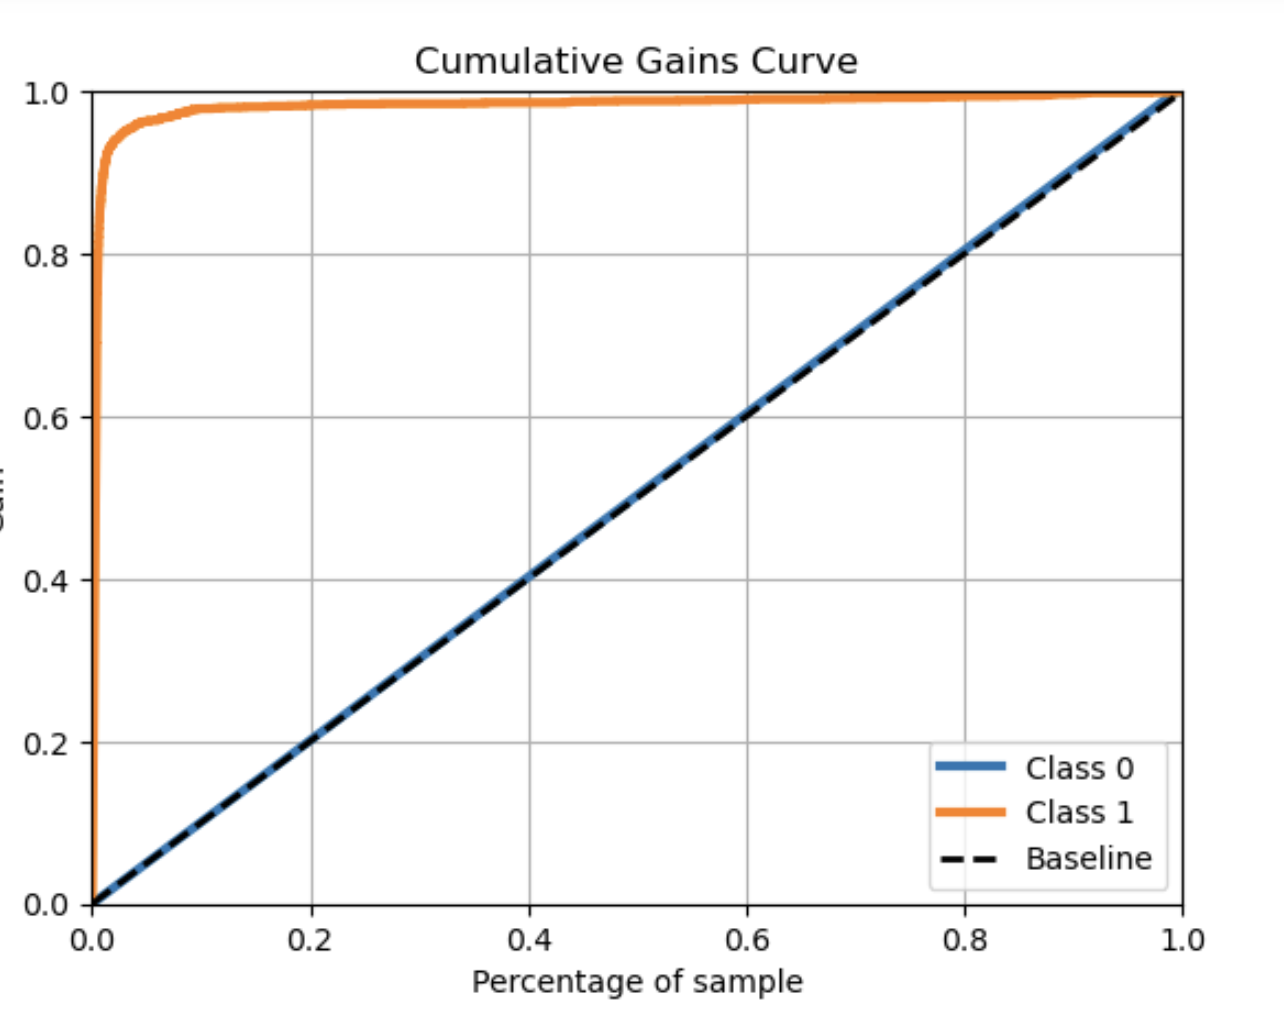 Cumulative Gains Curve
1.0
0.8
0.6
0.4
0.2
0.0
0.0 0.2 0.4 0.6 0.8 1.0
Percentage of sample
Class 0
Class 1
Baseline